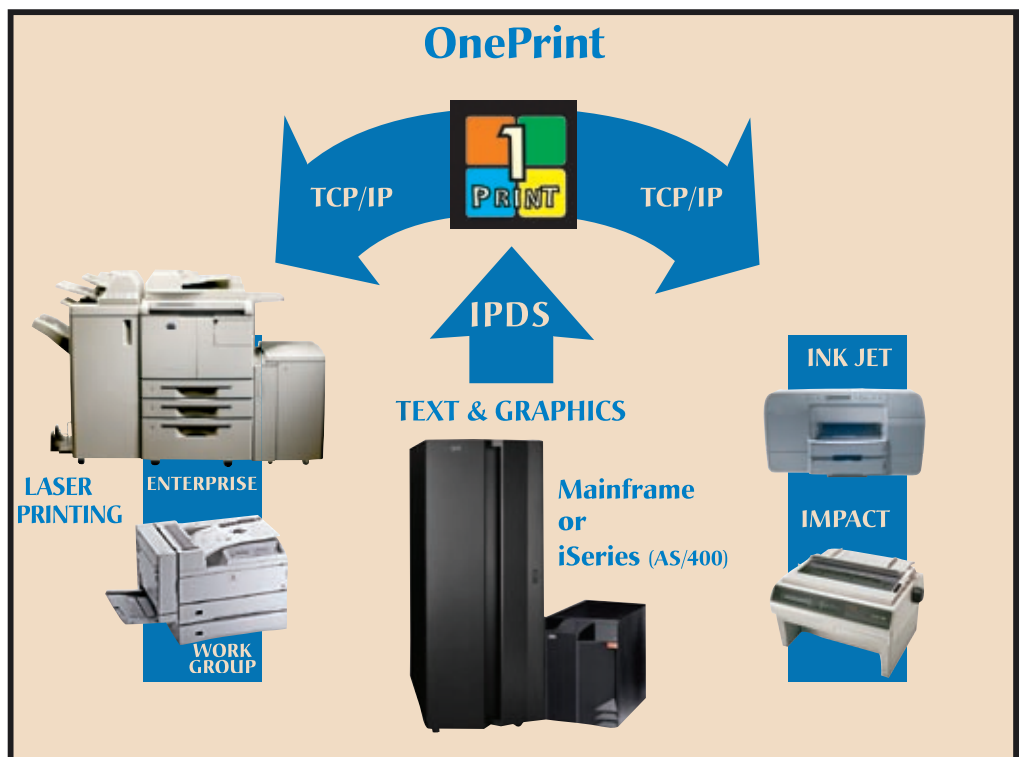 OnePrint
1
PRINT
TCP/IP
TCP/IP
IPDS
TEXT & GRAPHICS
Mainframe
or
iSeries (AS/400)
LASER
PRINTING
ENTERPRISE
WORK
GROUP
INK JET
IMPACT